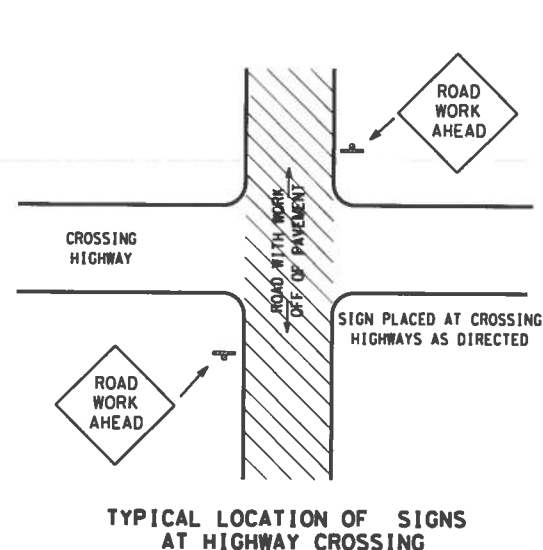 ROAD
WORK
AHEAD
ROAD WITH WORK
OFF OF PAVEMENT
CROSSING
HIGHWAY
SIGN PLACED AT CROSSING
HIGHWAYS AS DIRECTED
ROAD
WORK
AHEAD
TYPICAL LOCATION OF SIGNS
AT HIGHWAY CROSSING